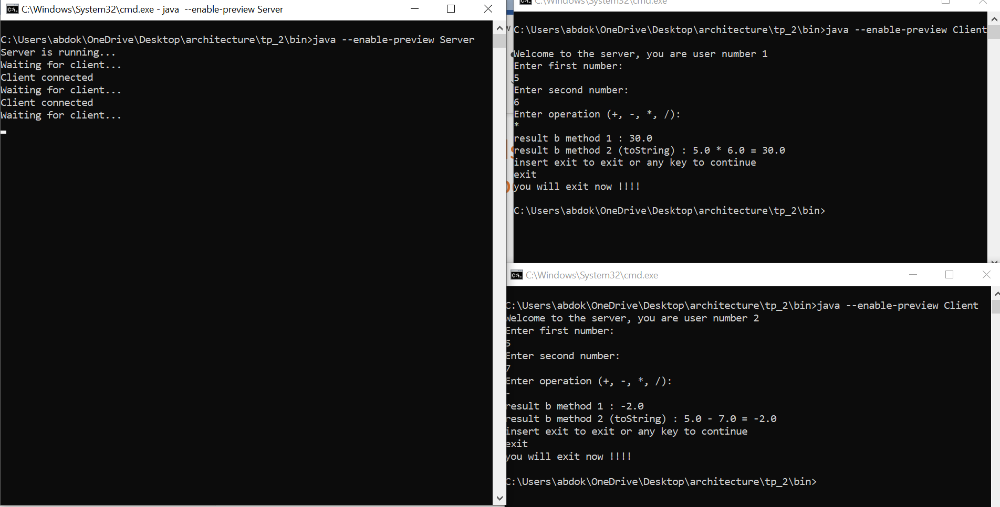 C:\Windows\System32\cmd.exe - java  --enable-preview Server
C:\Users\abdok\OneDrive\Desktop\architecture\tp_2\bin>java --enable-preview Server
Server is running...
Waiting for client...
Client connected
Waiting for client...
Client connected
Waiting for client...
C:\Windows\System32\cmd.exe
C:\Users\abdok\OneDrive\Desktop\architecture\tp_2\bin>java --enable-preview Client
Welcome to the server, you are user number 1
Enter first number:
5
Enter second number:
6
Enter operation (+, -, *, /):
*
result b method 1 : 30.0
result b method 2 (toString) : 5.0 * 6.0 = 30.0
insert exit to exit or any key to continue
exit
you will exit now !!!!
C:\Users\abdok\OneDrive\Desktop\architecture\tp_2\bin>
C:\Windows\System32\cmd.exe
C:\Users\abdok\OneDrive\Desktop\architecture\tp_2\bin>java --enable-preview Client
Welcome to the server, you are user number 2
Enter first number:
5
Enter second number:
7
Enter operation (+, -, *, /):
-
result b method 1 : -2.0
result b method 2 (toString) : 5.0 - 7.0 = -2.0
insert exit to exit or any key to continue
exit
you will exit now !!!!
C:\Users\abdok\OneDrive\Desktop\architecture\tp_2\bin>